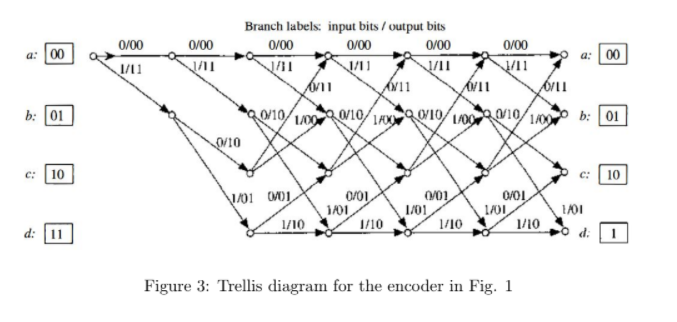 Branch labels: input bits / output bits
0/00 0/00 0/00 0/00 0/00 0/00
a: 00 a: 00
1/11 1/11 1/11 1/11 1/11 1/11
0/11 0/11 0/11 0/11
b: 01 0/10 1/00 0/10 1/00 0/10 1/00 0/10 1/00 b: 01
0/10
c: 10 c: 10
1/01 0/01 0/01 0/01 0/01
1/01 1/01 1/01 1/01
1/10 1/10 1/10 1/10
d: 11 d: 1
Figure 3: Trellis diagram for the encoder in Fig. 1